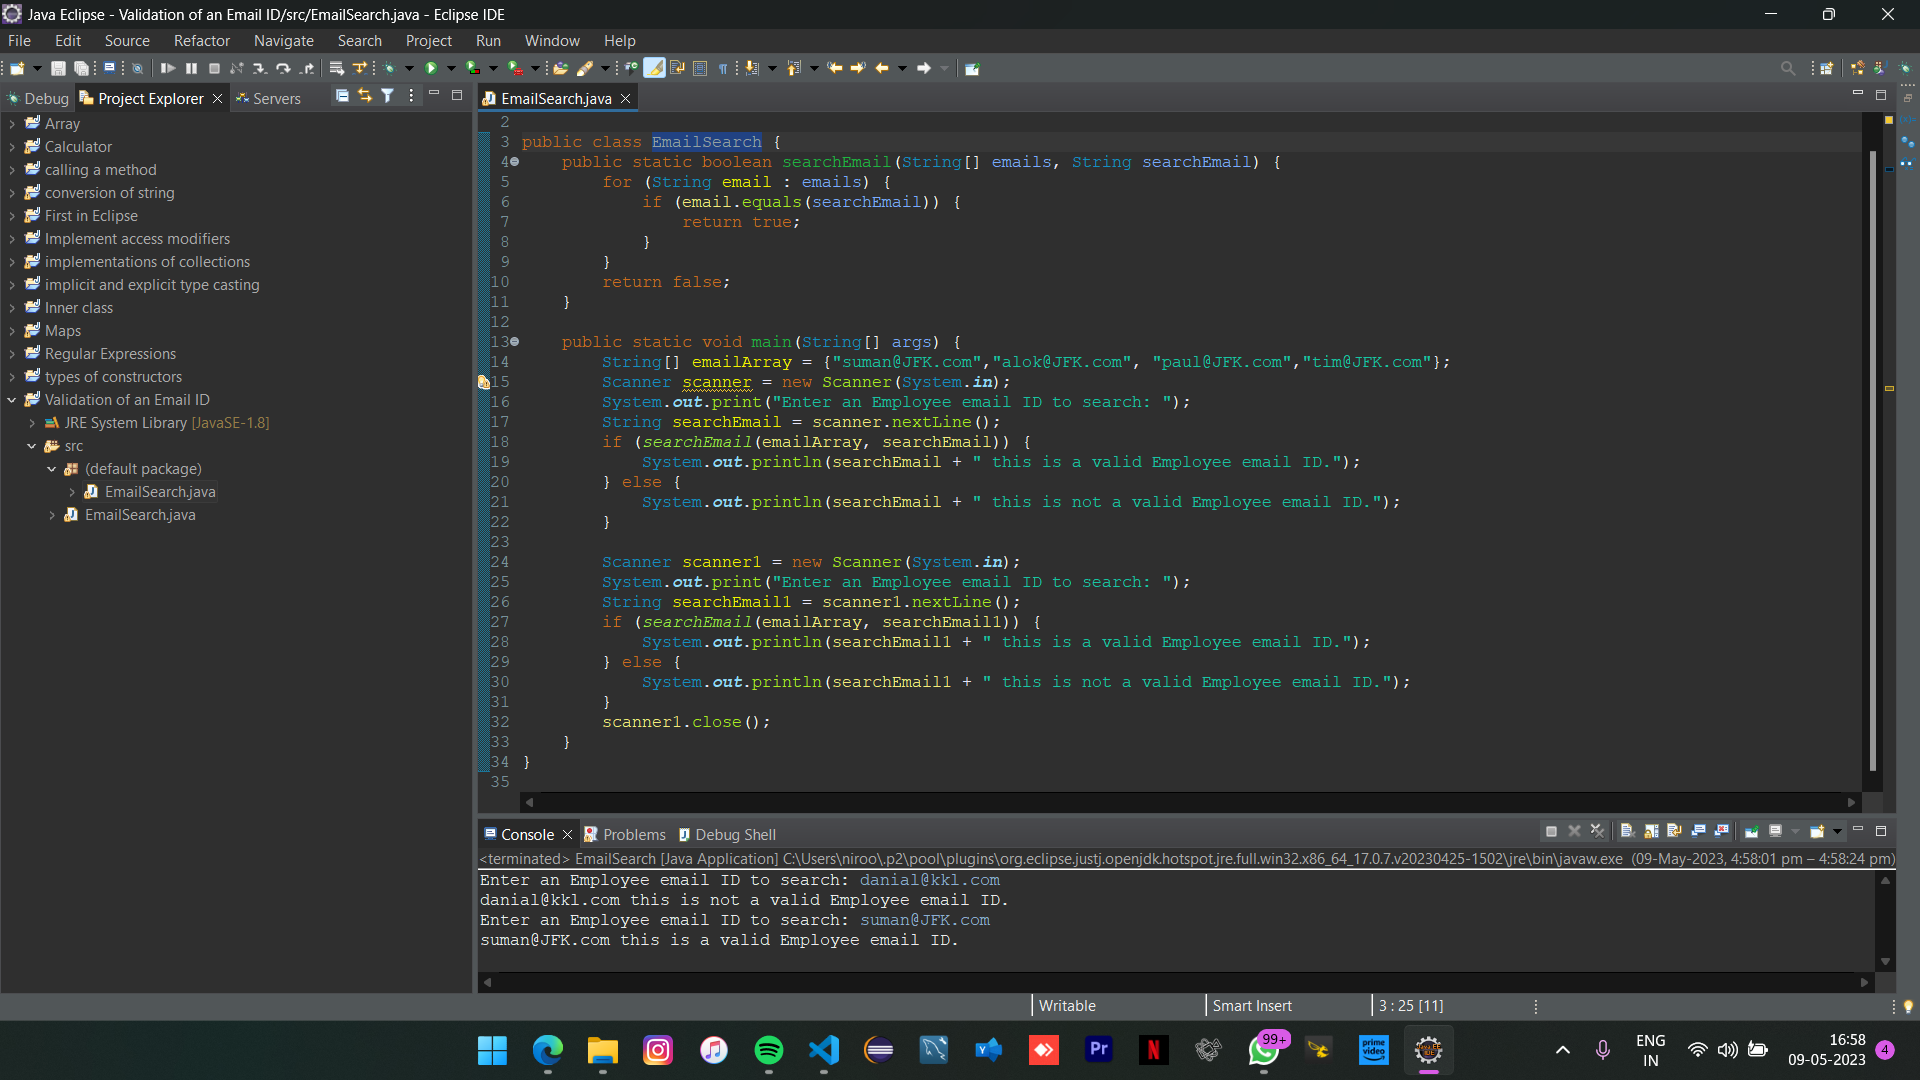 Java Eclipse - Validation of an Email ID/src/EmailSearch.java - Eclipse IDE
File Edit Source Refactor Navigate Search Project Run Window Help
Debug Project Explorer Servers
Array
Calculator
calling a method
conversion of string
First in Eclipse
Implement access modifiers
implementations of collections
implicit and explicit type casting
Inner class
Maps
Regular Expressions
types of constructors
Validation of an Email ID
JRE System Library [JavaSE-1.8]
src
(default package)
EmailSearch.java
EmailSearch.java
EmailSearch.java
2
3 public class EmailSearch {
4 public static boolean searchEmail(String[] emails, String searchEmail) {
5 for (String email : emails) {
6 if (email.equals(searchEmail)) {
7 return true;
8 }
9 }
10 return false;
11 }
12
13 public static void main(String[] args) {
14 String[] emailArray = {"suman@JFK.com","alok@JFK.com", "paul@JFK.com","tim@JFK.com"};
15 Scanner scanner = new Scanner(System.in);
16 System.out.print("Enter an Employee email ID to search: ");
17 String searchEmail = scanner.nextLine();
18 if (searchEmail(emailArray, searchEmail)) {
19 System.out.println(searchEmail + " this is a valid Employee email ID.");
20 } else {
21 System.out.println(searchEmail + " this is not a valid Employee email ID.");
22 }
23
24 Scanner scanner1 = new Scanner(System.in);
25 System.out.print("Enter an Employee email ID to search: ");
26 String searchEmail1 = scanner1.nextLine();
27 if (searchEmail(emailArray, searchEmail1)) {
28 System.out.println(searchEmail1 + " this is a valid Employee email ID.");
29 } else {
30 System.out.println(searchEmail1 + " this is not a valid Employee email ID.");
31 }
32 scanner1.close();
33 }
34 }
35
Console Problems Debug Shell
<terminated> EmailSearch [Java Application] C:\Users\niroo\.p2\pool\plugins\org.eclipse.justj.openjdk.hotspot.jre.full.win32.x86_64_17.0.7.v20230425-1502\jre\bin\javaw.exe (09-May-2023, 4:58:01 pm – 4:58:24 pm)
Enter an Employee email ID to search: danial@kkl.com
danial@kkl.com this is not a valid Employee email ID.
Enter an Employee email ID to search: suman@JFK.com
suman@JFK.com this is a valid Employee email ID.
Writable Smart Insert 3 : 25 [11]
99+
Pr
N
prime video
ENG
IN
16:58
09-05-2023
4